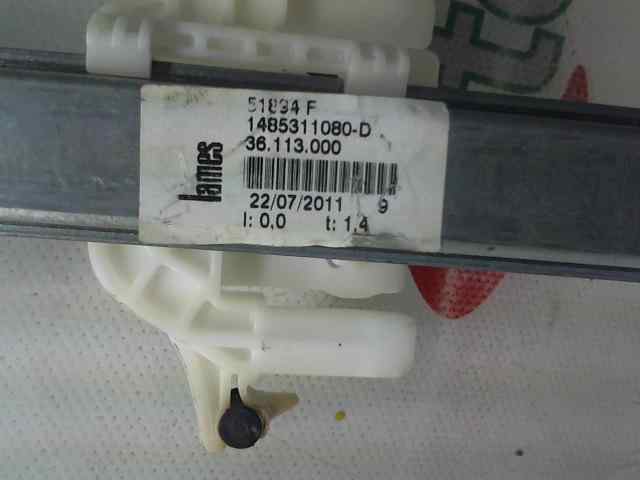 51894 F
1485311080-D
36.113.000
lames
22/07/2011 9
I: 0,0 t: 1,4